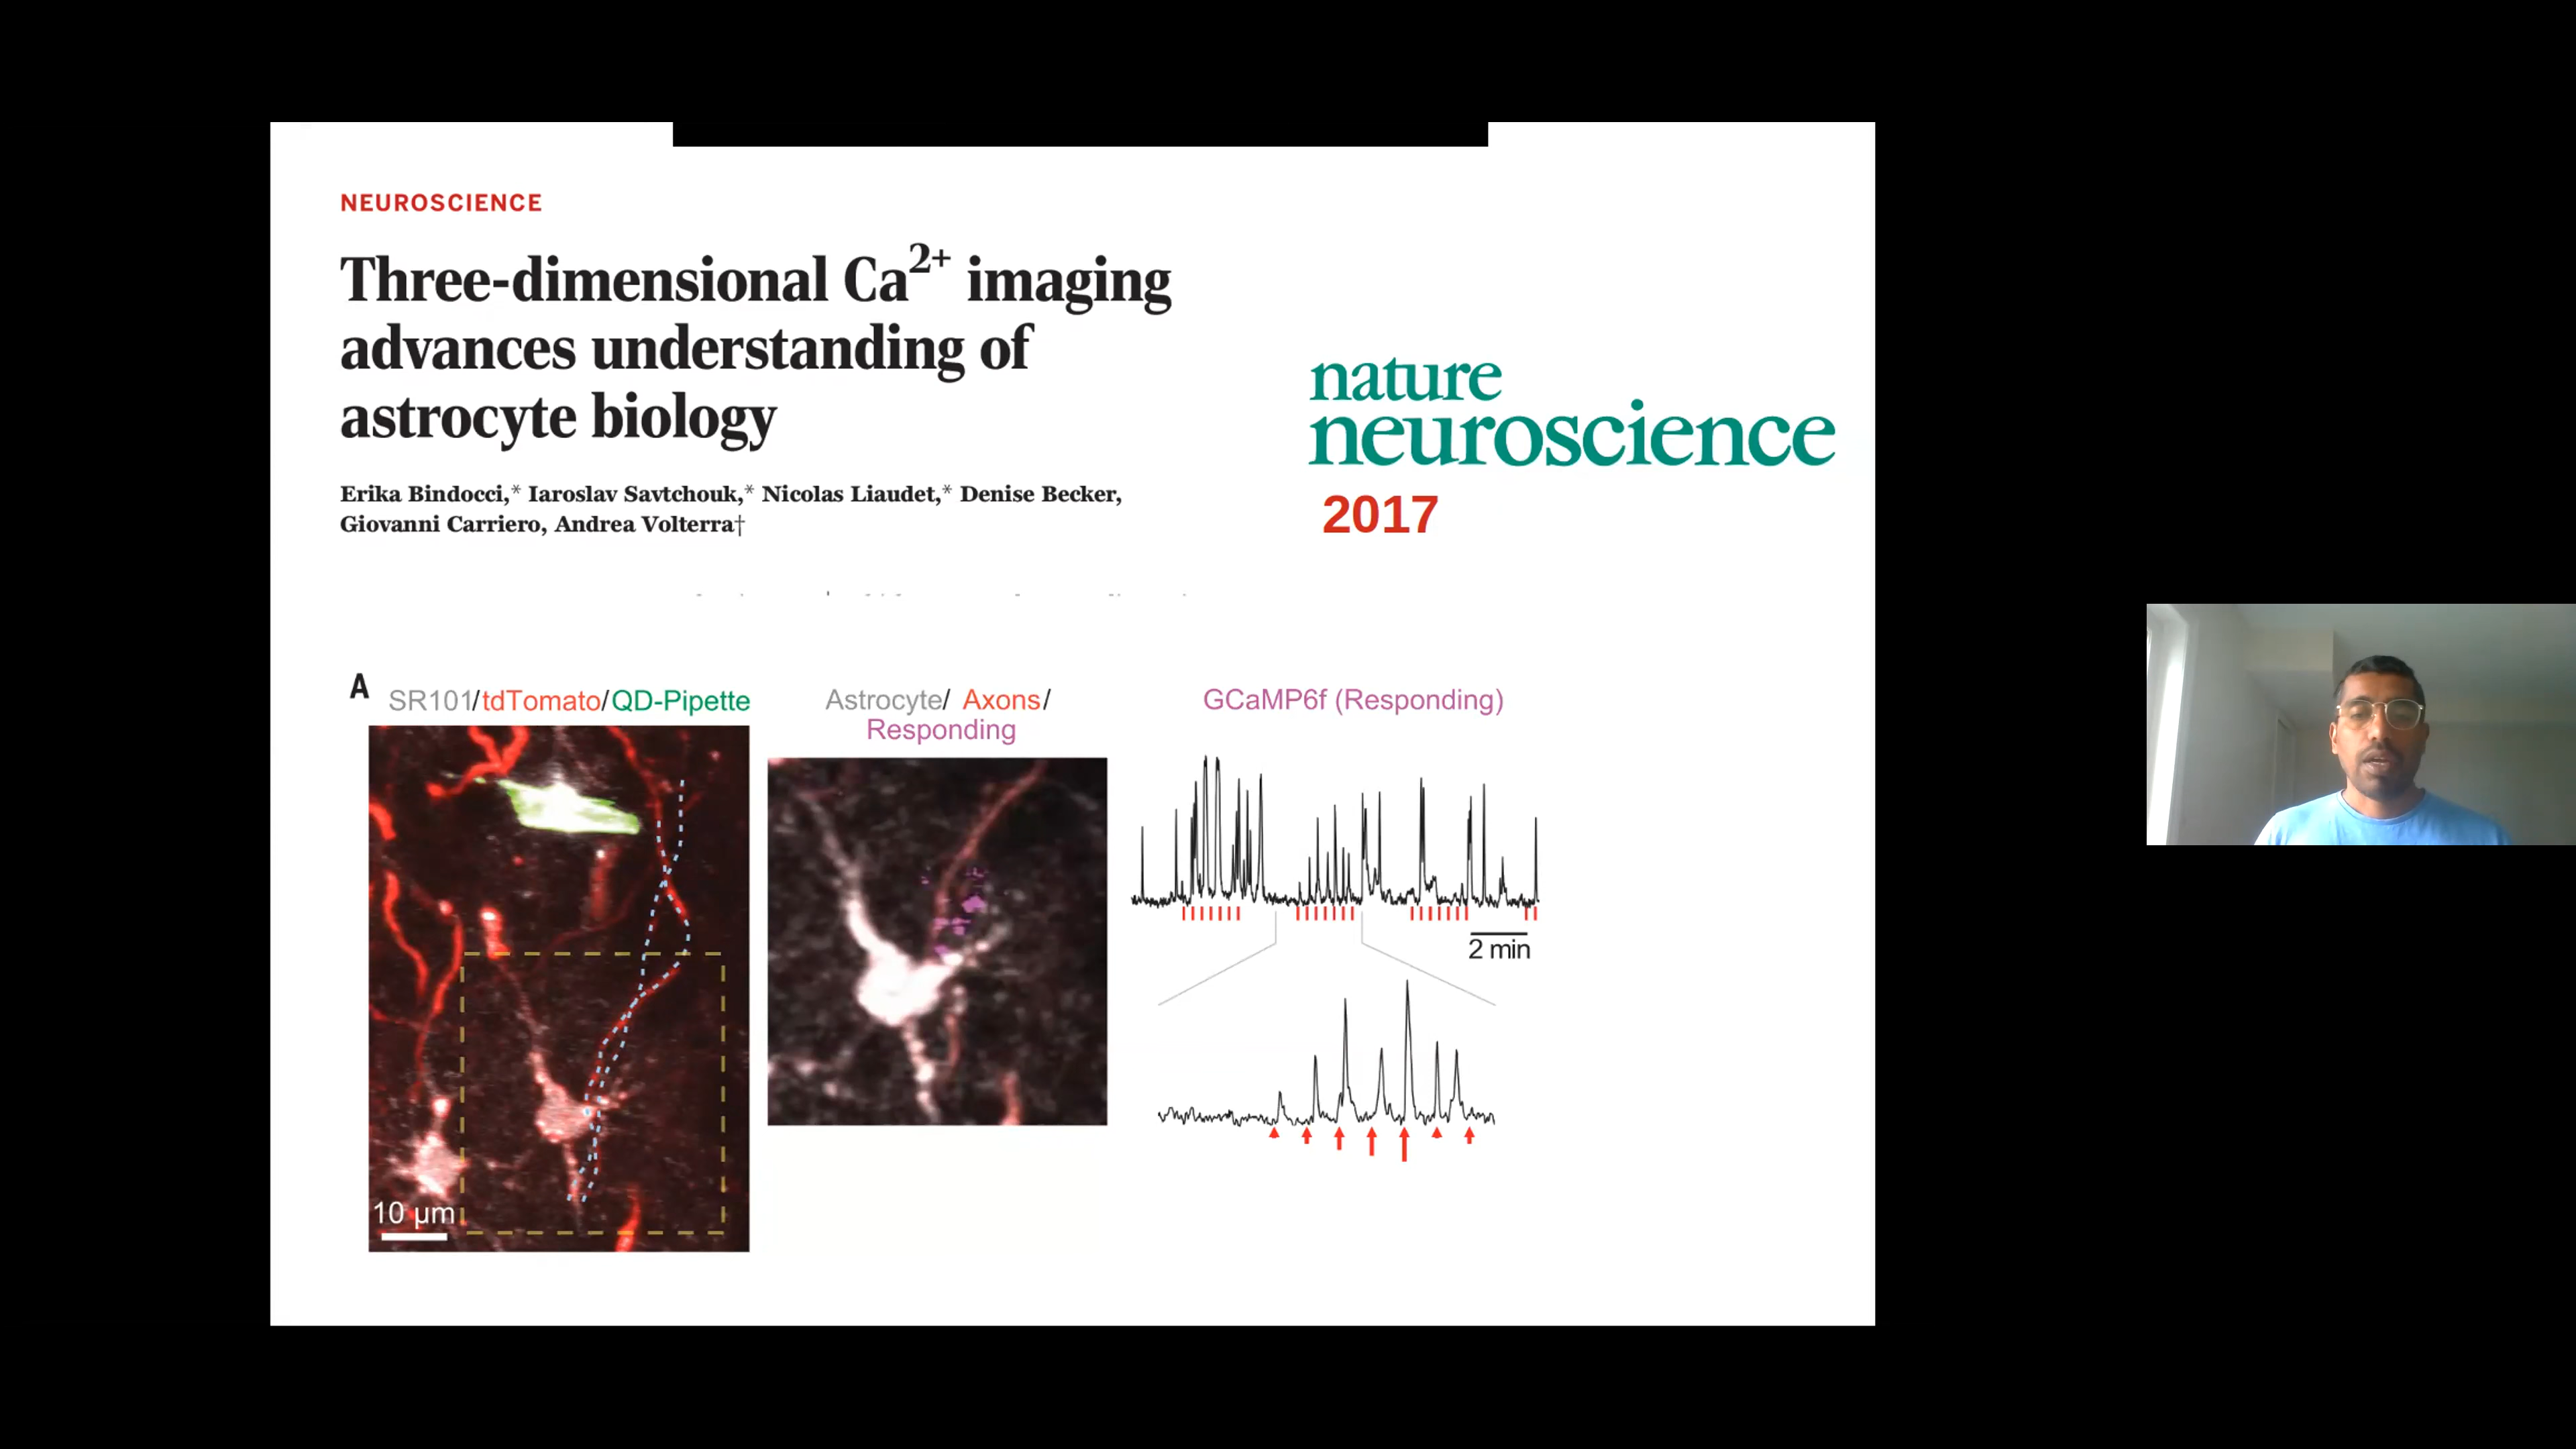 NEUROSCIENCE
Three-dimensional Ca2+ imaging
advances understanding of
astrocyte biology
Erika Bindocci,* Iaroslav Savtchouk,* Nicolas Liaudet,* Denise Becker,
Giovanni Carriero, Andrea Volterra†
nature
neuroscience
2017
A
SR101/tdTomato/QD-Pipette
10 µm
Astrocyte/ Axons/
Responding
GCaMP6f (Responding)
2 min